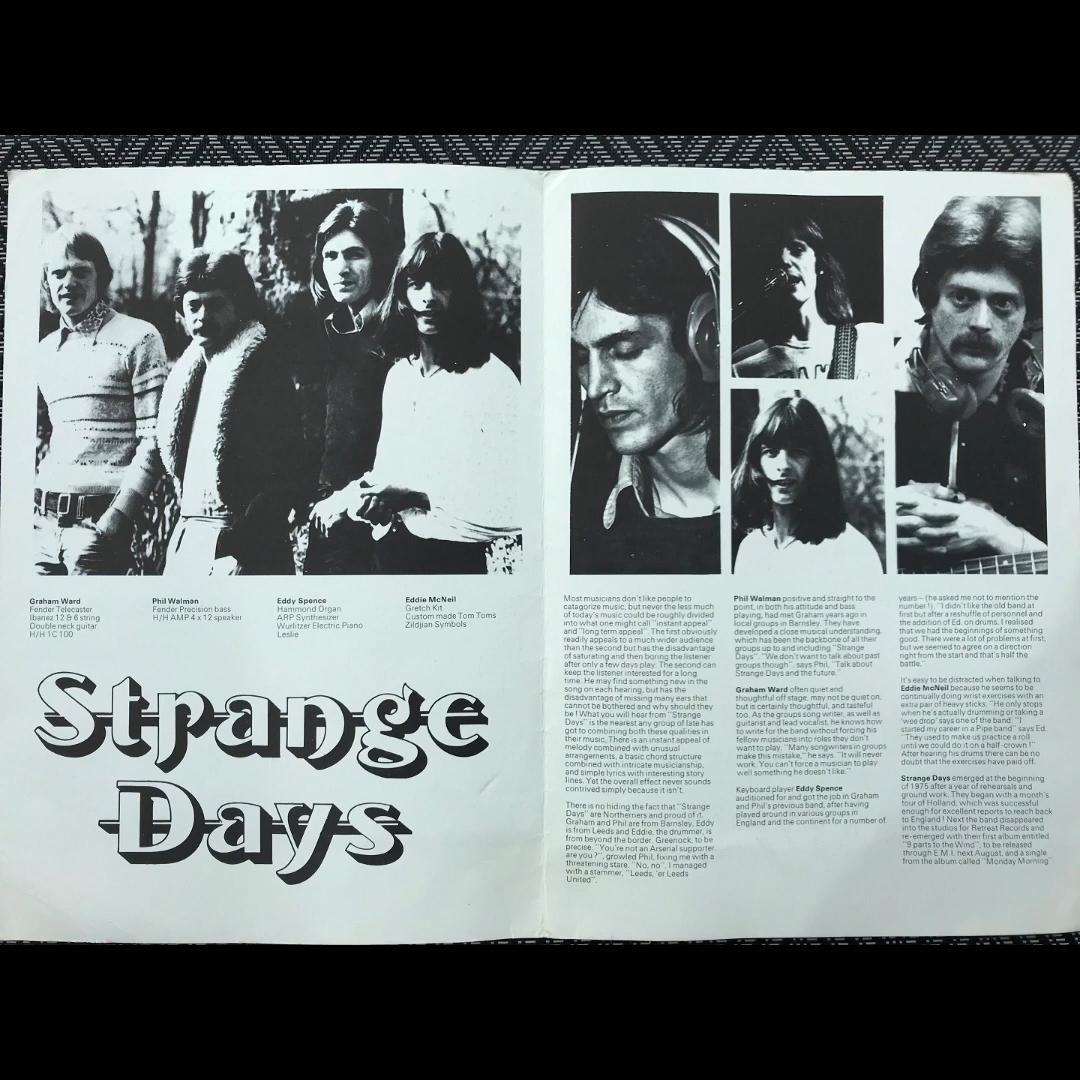 Graham Ward
Fender Telecaster
Ibanez 12 & 6 string
Double neck guitar
H/H 1C 100
Phil Walman
Fender Precision bass
H/H AMP 4 x 12 speaker
Eddy Spence
Hammond Organ
ARP Synthesizer
Wurlitzer Electric Piano
Leslie
Eddie McNeil
Gretch Kit
Custom made Tom Toms
Zildjian Symbols
Strange
Days
Most musicians don't like people to
catagorize music, but never the less much
of today's music could be roughly divided
into what one might call "instant appeal"
and "long term appeal". The first obviously
readily appeals to a much wider audience
than the second but has the disadvantage
of saturating and then boring the listener
after only a few days play. The second can
keep the listener interested for a long
time. He may find something new in the
song on each hearing, but has the
disadvantage of missing many ears that
cannot be bothered and why should they
be! What you will hear from "Strange
Days" is the nearest any group of late has
got to combining both these qualities in
their music. There is an instant appeal of
melody combined with unusual
arrangements, a basic chord structure
combined with intricate musicianship,
and simple lyrics with interesting story
lines. Yet the overall effect never sounds
contrived simply because it isn't.
There is no hiding the fact that "Strange
Days" are Northerners and proud of it.
Graham and Phil are from Barnsley, Eddy
is from Leeds and Eddie, the drummer, is
from beyond the border, Greenock, to be
precise. "You're not an Arsenal supporter,
are you?", growled Phil, fixing me with a
threatening stare. "No, no". I managed
with a stammer, "Leeds, 'er Leeds
United".
Phil Walman positive and straight to the
point, in both his attitude and bass
playing, had met Graham years ago in
local groups in Barnsley. They have
developed a close musical understanding,
which has been the backbone of all their
groups up to and including "Strange
Days". "We don't want to talk about past
groups though", says Phil, "Talk about
Strange Days and the future.
Graham Ward often quiet and
thoughtful off stage, may not be quiet on,
but is certainly thoughtful, and tasteful
too. As the groups song writer, as well as
guitarist and lead vocalist, he knows how
to write for the band without forcing his
fellow musicians into roles they don't
want to play. "Many songwriters in groups
make this mistake," he says. "It will never
work. You can't force a musician to play
well something he doesn't like."
Keyboard player Eddy Spence
auditioned for and got the job in Graham
and Phil's previous band, after having
played around in various groups in
England and the continent for a number of
years – (he asked me not to mention the
number!). "I didn't like the old band at
first but after a reshuffle of personnel and
the addition of Ed. on drums, I realised
that we had the beginnings of something
good. There were a lot of problems at first,
but we seemed to agree on a direction
right from the start and that's half the
battle."
It's easy to be distracted when talking to
Eddie McNeil because he seems to be
continually doing wrist exercises with an
extra pair of heavy sticks. "He only stops
when he's actually drumming or taking a
'wee drop' says one of the band. "I
started my career in a Pipe band" says Ed.
"They used to make us practice a roll
until we could do it on a half-crown!"
After hearing his drums there can be no
doubt that the exercises have paid off.
Strange Days emerged at the beginning
of 1975 after a year of rehearsals and
ground work. They began with a month's
tour of Holland, which was successful
enough for excellent reports to reach back
to England! Next the band disappeared
into the studios for Retreat Records and
re-emerged with their first album entitled
"9 parts to the Wind", to be released
through E.M.I. next August, and a single
from the album called "Monday Morning"